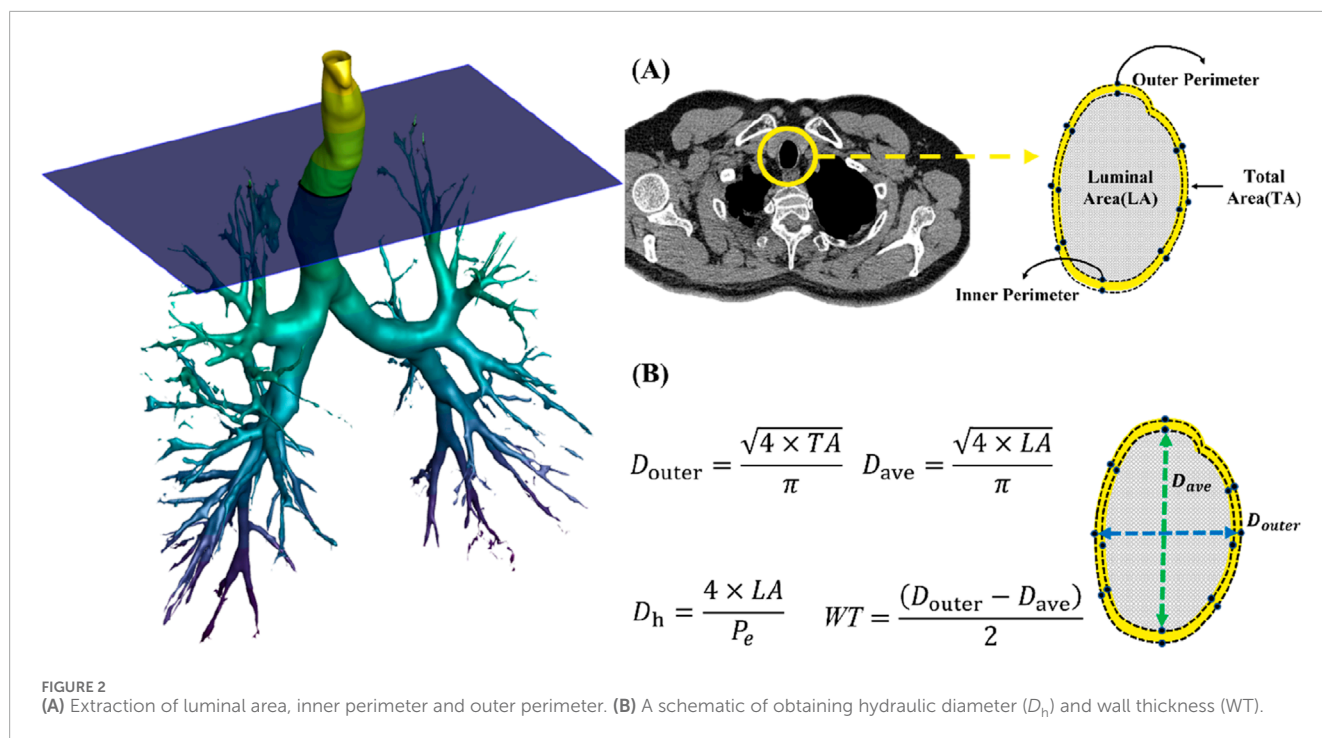 (A)
Outer Perimeter
Luminal
Area(LA)
Total
Area(TA)
Inner Perimeter
(B)
D_outer = √(4 × TA)/π D_ave = √(4 × LA)/π
D_ave
D_outer
D_h = (4 × LA)/P_e WT = (D_outer − D_ave)/2
FIGURE 2
(A) Extraction of luminal area, inner perimeter and outer perimeter. (B) A schematic of obtaining hydraulic diameter (D_h) and wall thickness (WT).